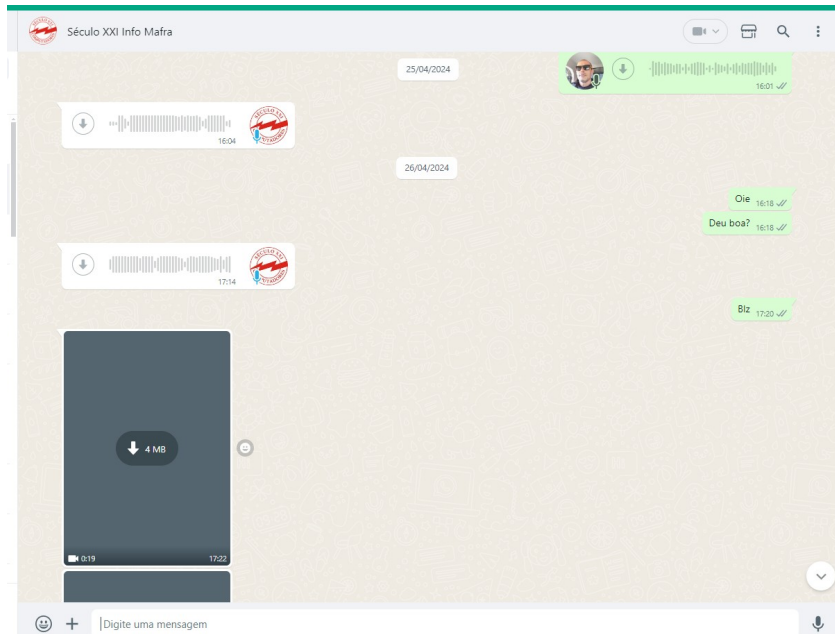 Século XXI Info Mafra
25/04/2024
16:01
16:04
26/04/2024
Oie 16:18
Deu boa? 16:18
17:14
Blz 17:20
4 MB
0:19 17:22
Digite uma mensagem